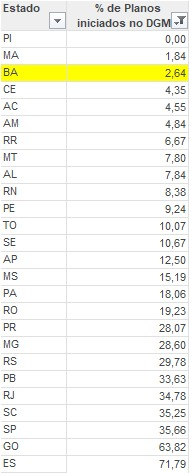 Estado % de Planos
iniciados no DGM
PI 0,00
MA 1,84
BA 2,64
CE 4,35
AC 4,55
AM 4,84
RR 6,67
MT 7,80
AL 7,84
RN 8,38
PE 9,24
TO 10,07
SE 10,67
AP 12,50
MS 15,19
PA 18,06
RO 19,23
PR 28,07
MG 28,60
RS 29,78
PB 33,63
RJ 34,78
SC 35,25
SP 35,66
GO 63,82
ES 71,79